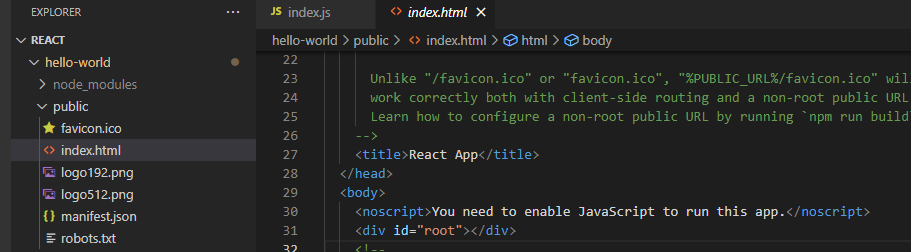 EXPLORER ···
REACT
hello-world
node_modules
public
favicon.ico
index.html
logo192.png
logo512.png
manifest.json
robots.txt
JS index.js <> index.html ×
hello-world > public > <> index.html > html > body
22
23 Unlike "/favicon.ico" or "favicon.ico", "%PUBLIC_URL%/favicon.ico" wil
24 work correctly both with client-side routing and a non-root public URL
25 Learn how to configure a non-root public URL by running `npm run build
26 -->
27 <title>React App</title>
28 </head>
29 <body>
30 <noscript>You need to enable JavaScript to run this app.</noscript>
31 <div id="root"></div>
32 <!--